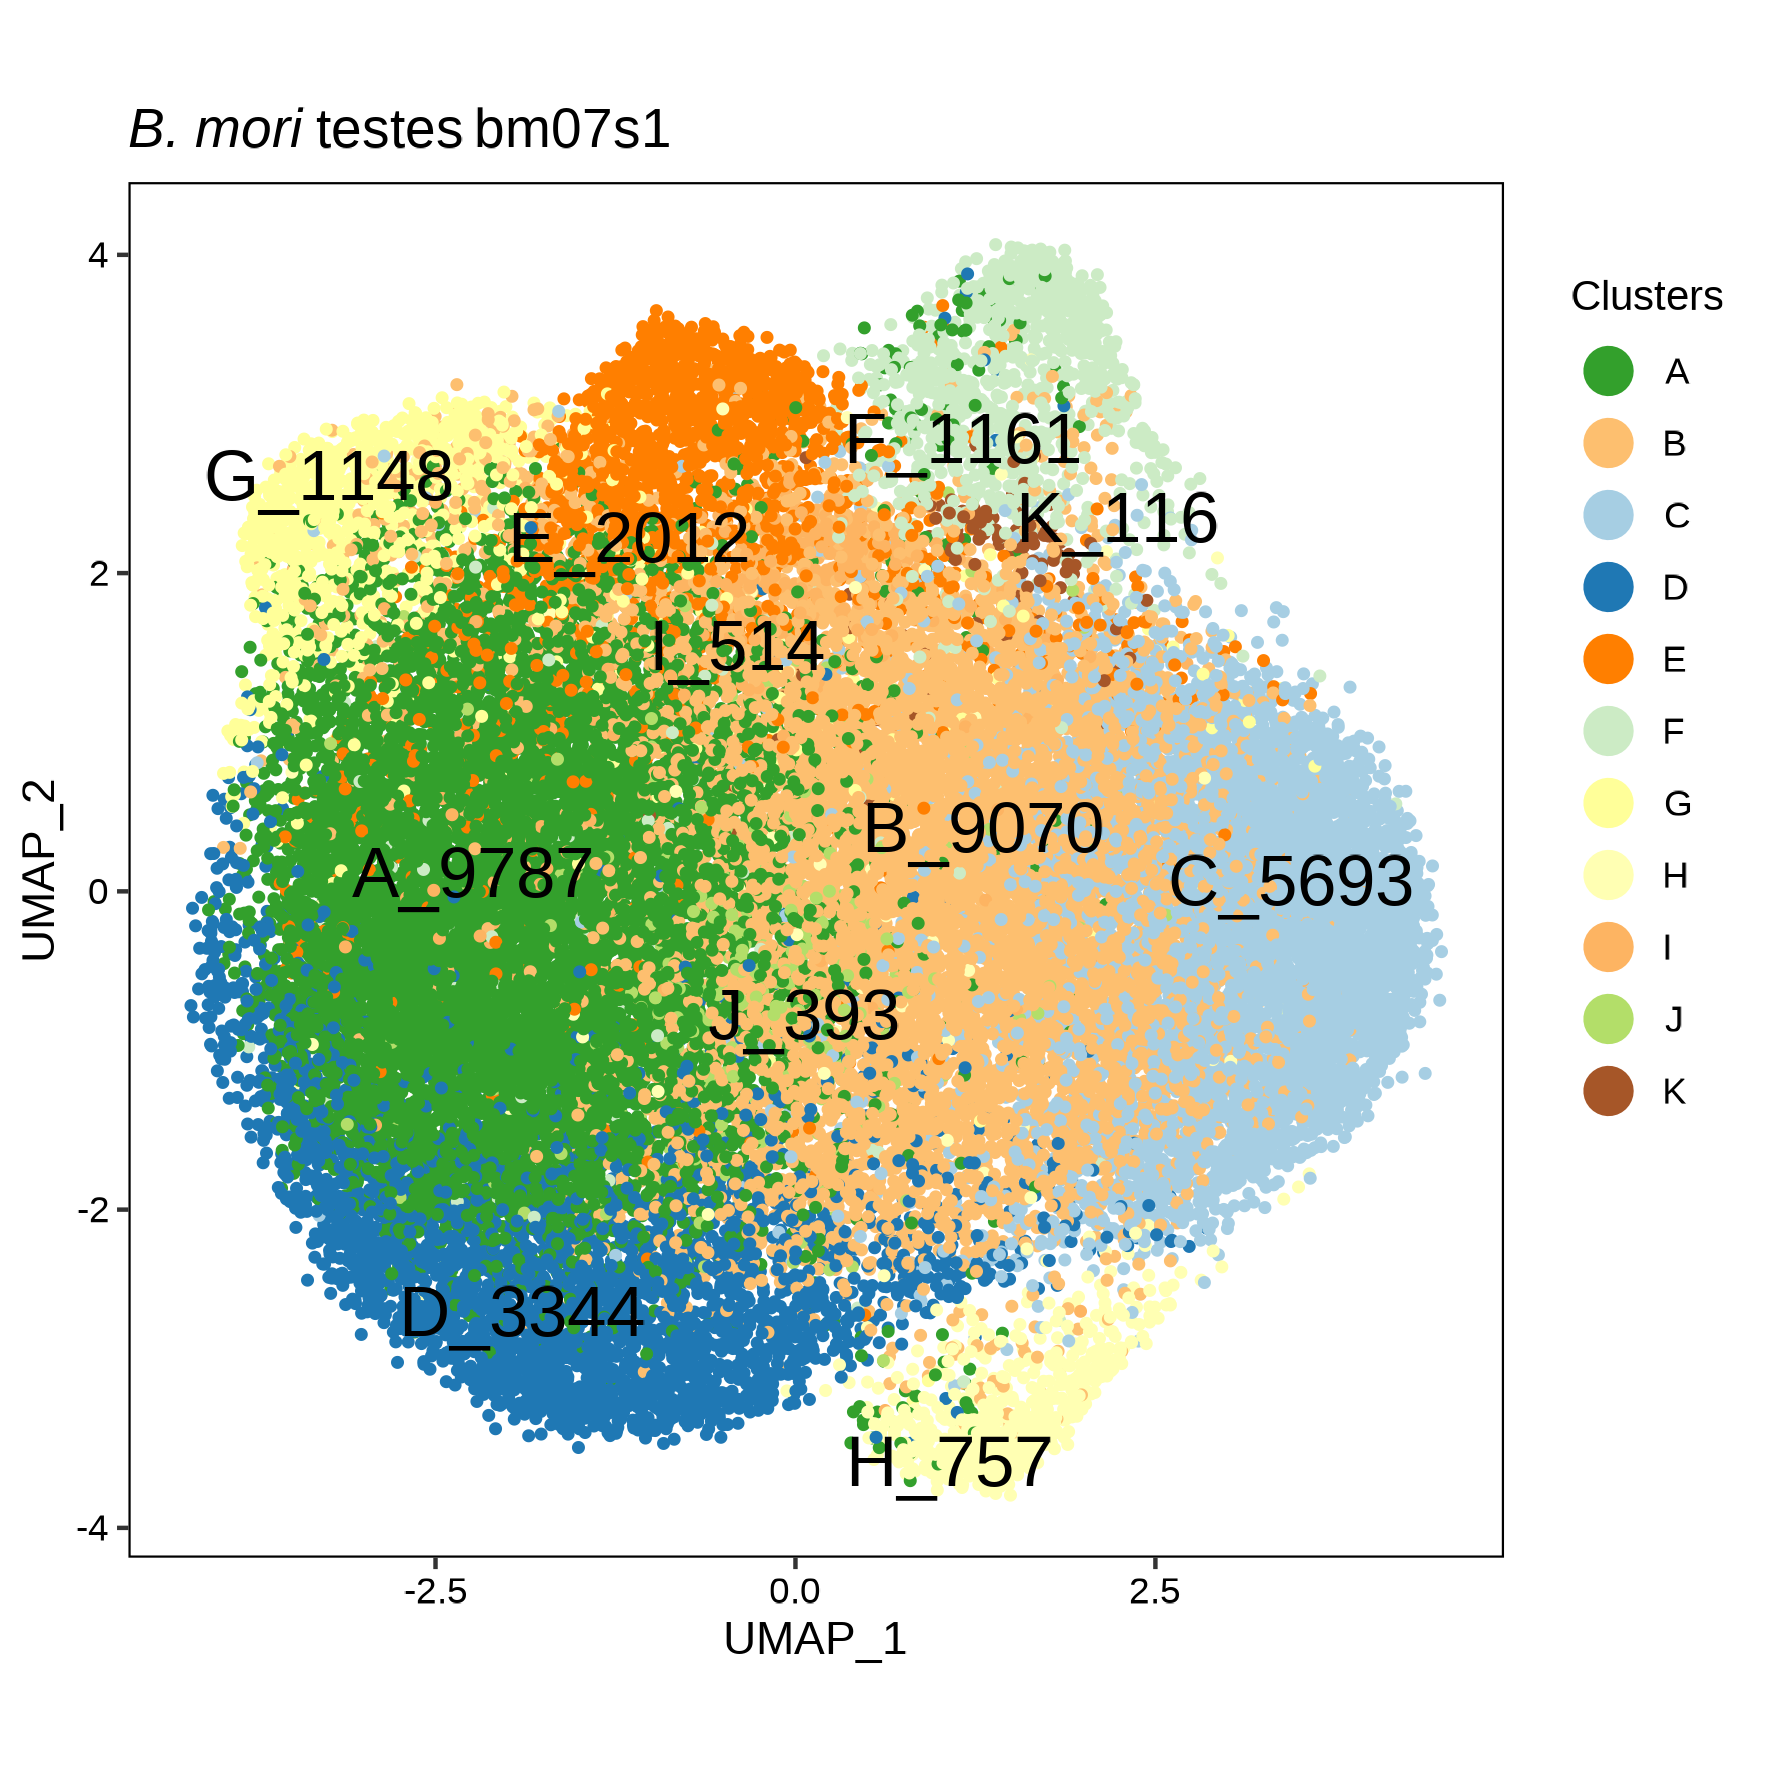 B. mori testes bm07s1
Clusters
A
B
C
D
E
F
G
H
I
J
K
4
2
0
-2
-4
UMAP_2
-2.5
0.0
2.5
UMAP_1
F_1161
G_1148
K_116
E_2012
I_514
B_9070
A_9787
C_5693
J_393
D_3344
H_757